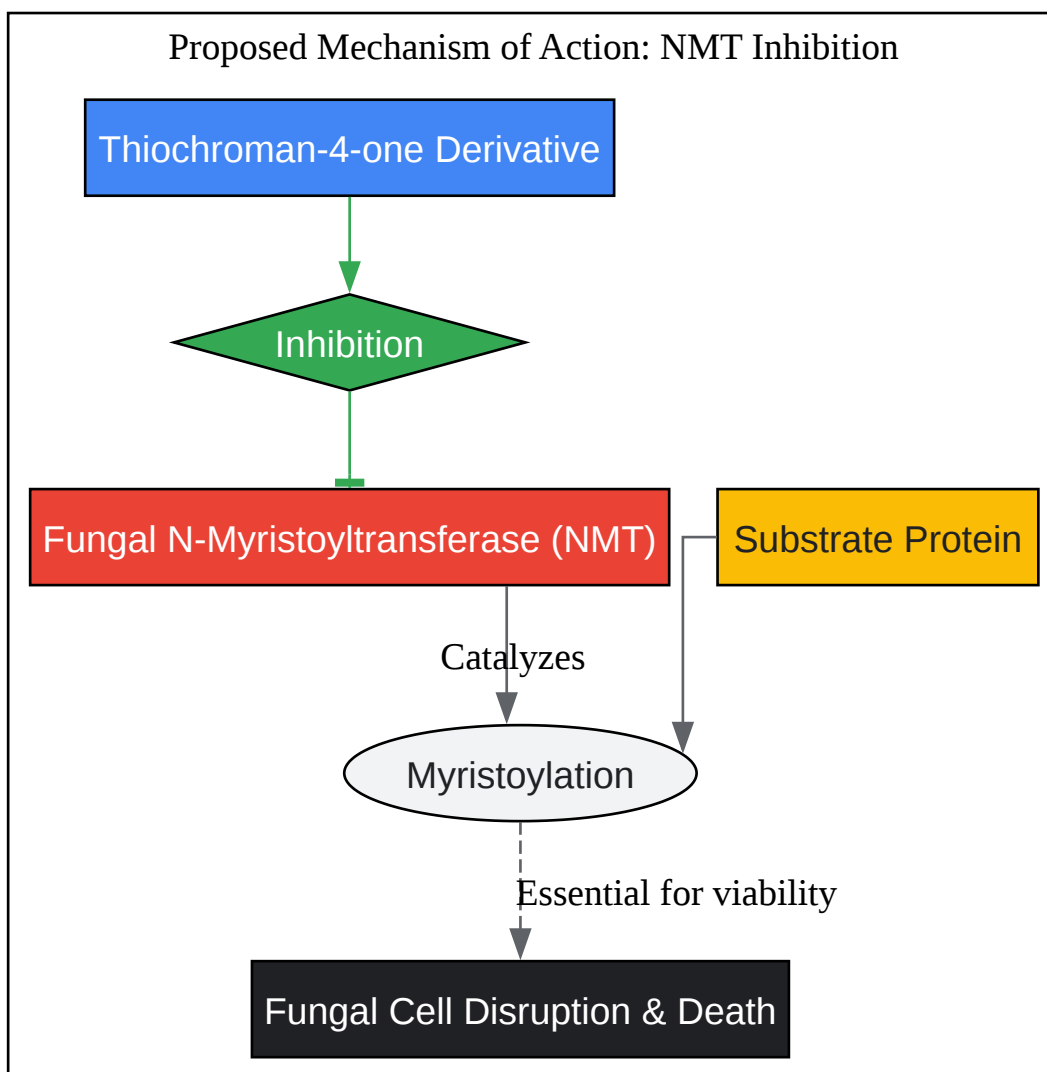 Proposed Mechanism of Action: NMT Inhibition
Thiochroman-4-one Derivative
Inhibition
Fungal N-Myristoyltransferase (NMT)
Substrate Protein
Catalyzes
Myristoylation
Essential for viability
Fungal Cell Disruption & Death